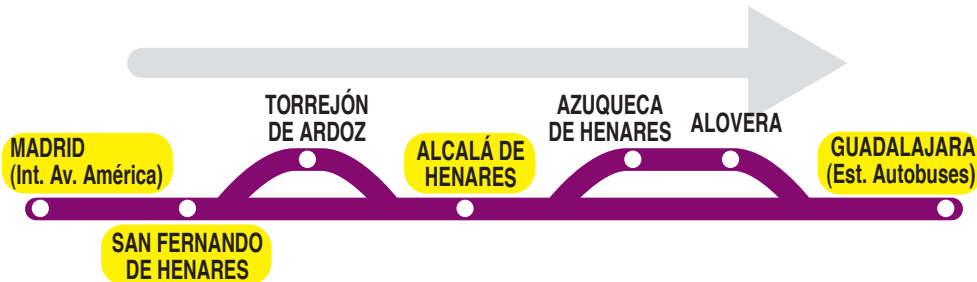 MADRID
(Int. Av. América)
SAN FERNANDO
DE HENARES
TORREJÓN
DE ARDOZ
ALCALÁ DE
HENARES
AZUQUECA
DE HENARES
ALOVERA
GUADALAJARA
(Est. Autobuses)